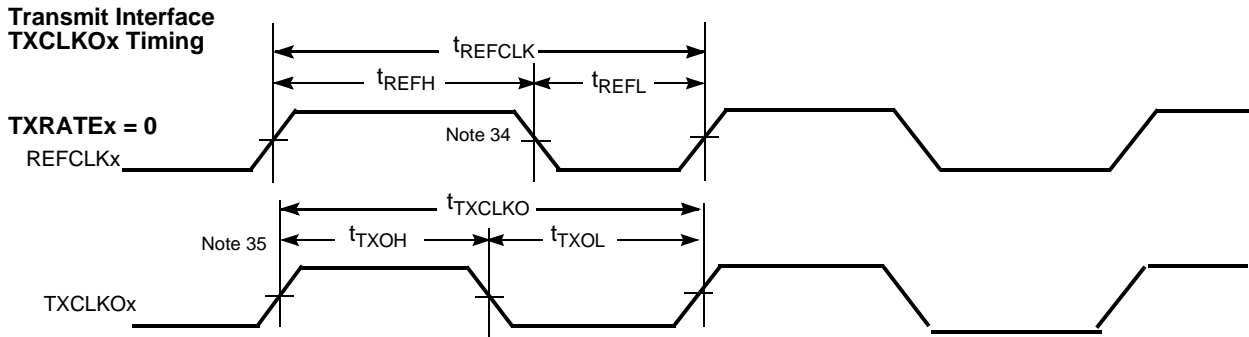 Transmit Interface
TXCLKOx Timing
tREFCLK
tREFH
tREFL
TXRATEx = 0
Note 34
REFCLKx
tTXCLKO
Note 35
tTXOH
tTXOL
TXCLKOx